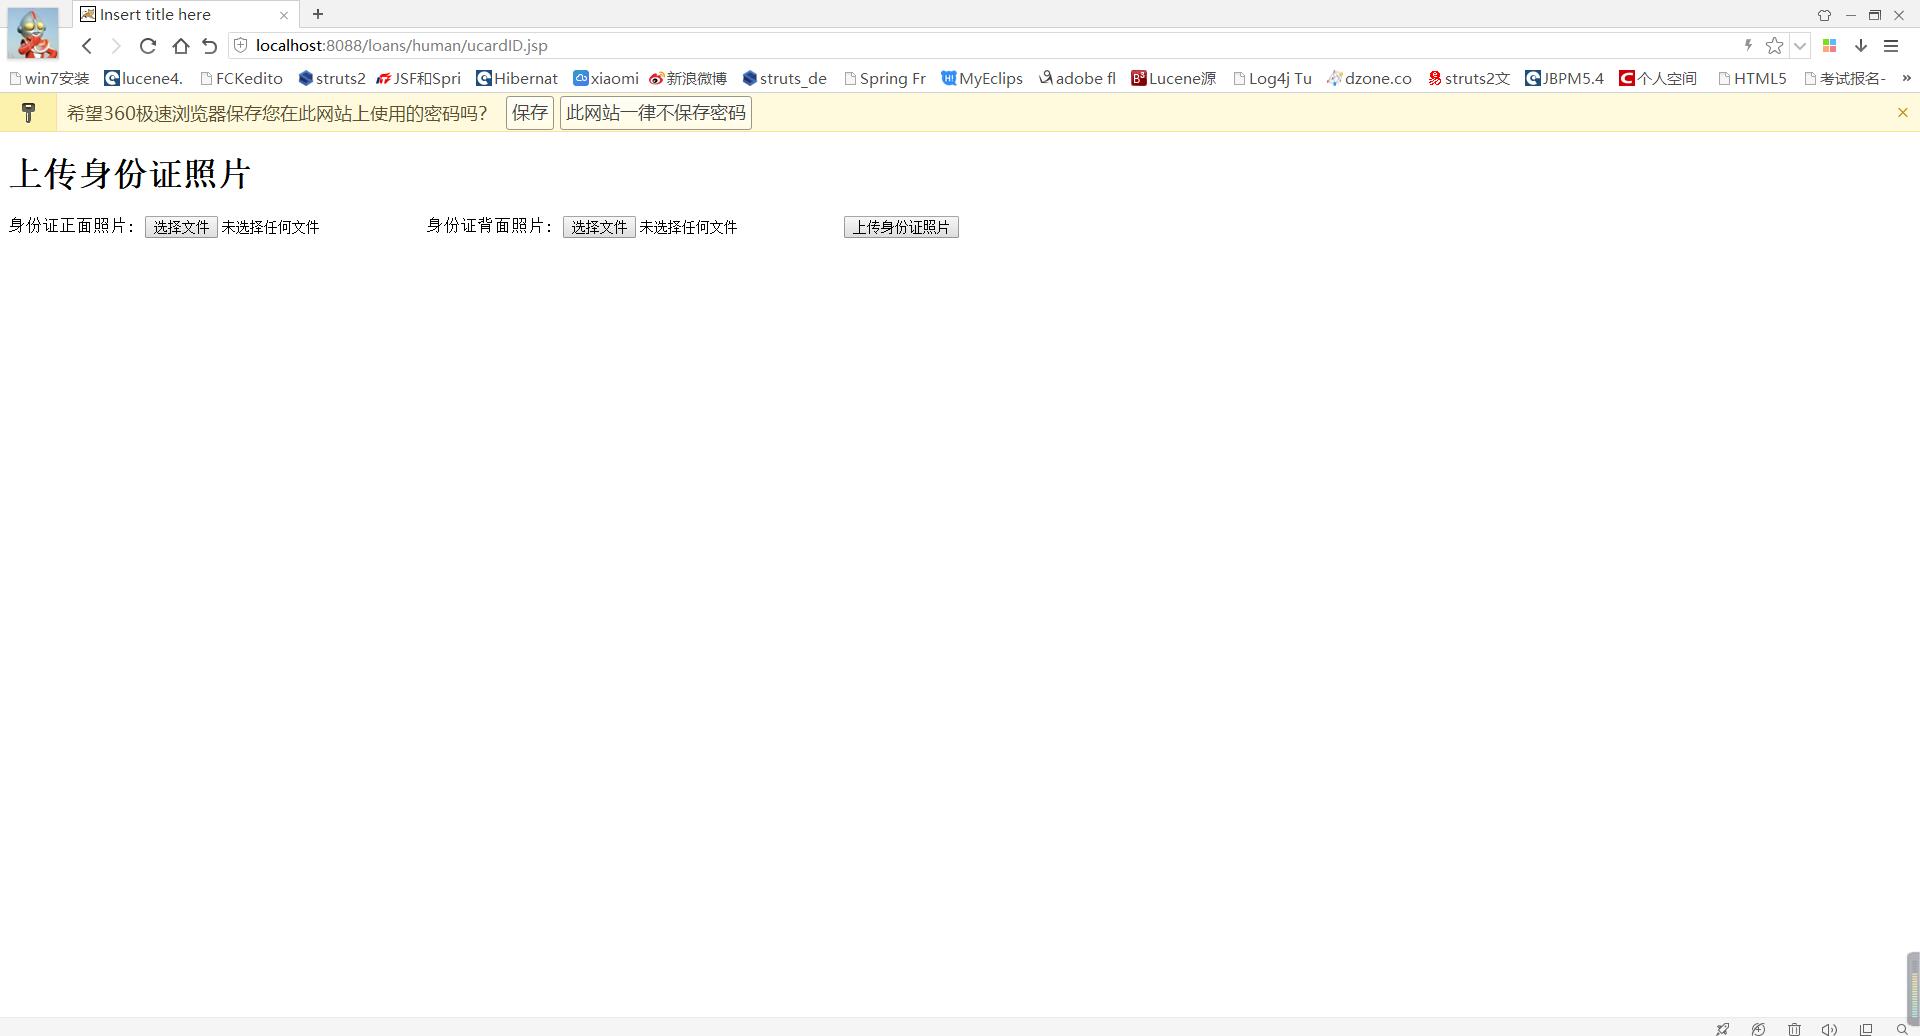 Insert title here
localhost:8088/loans/human/ucardID.jsp
win7安装 lucene4. FCKedito struts2 JSF和Spri Hibernat xiaomi 新浪微博 struts_de Spring Fr MyEclips adobe fl Lucene源 Log4j Tu dzone.co struts2文 JBPM5.4 个人空间 HTML5 考试报名- »
希望360极速浏览器保存您在此网站上使用的密码吗？ 保存 此网站一律不保存密码
上传身份证照片
身份证正面照片： 选择文件 未选择任何文件 身份证背面照片： 选择文件 未选择任何文件 上传身份证照片